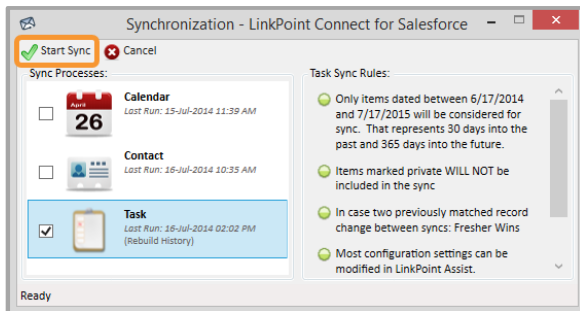 Synchronization - LinkPoint Connect for Salesforce
Start Sync Cancel
Sync Processes:
April
26
Calendar
Last Run: 15-Jul-2014 11:39 AM
Contact
Last Run: 16-Jul-2014 10:35 AM
Task
Last Run: 16-Jul-2014 02:02 PM
(Rebuild History)
Task Sync Rules:
Only items dated between 6/17/2014
and 7/17/2015 will be considered for
sync. That represents 30 days into the
past and 365 days into the future.
Items marked private WILL NOT be
included in the sync
In case two previously matched record
change between syncs: Fresher Wins
Most configuration settings can be
modified in LinkPoint Assist.
Ready